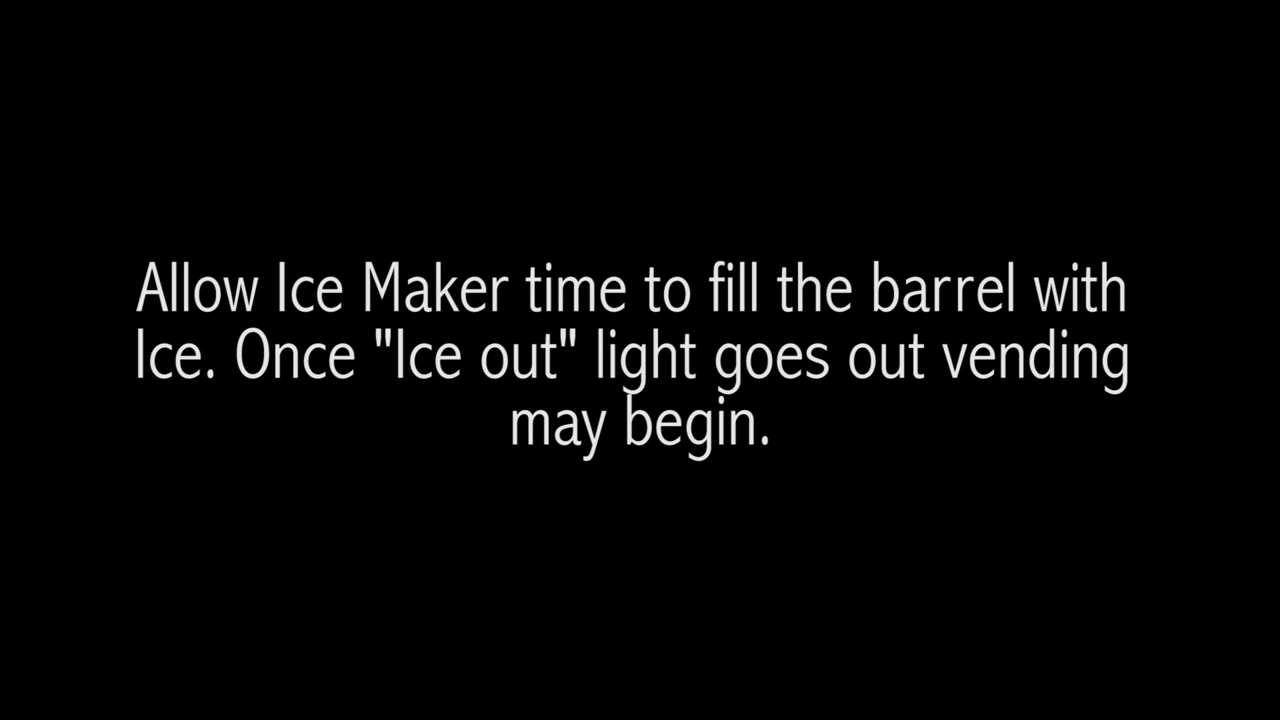 Allow Ice Maker time to fill the barrel with
Ice. Once "Ice out" light goes out vending
may begin.